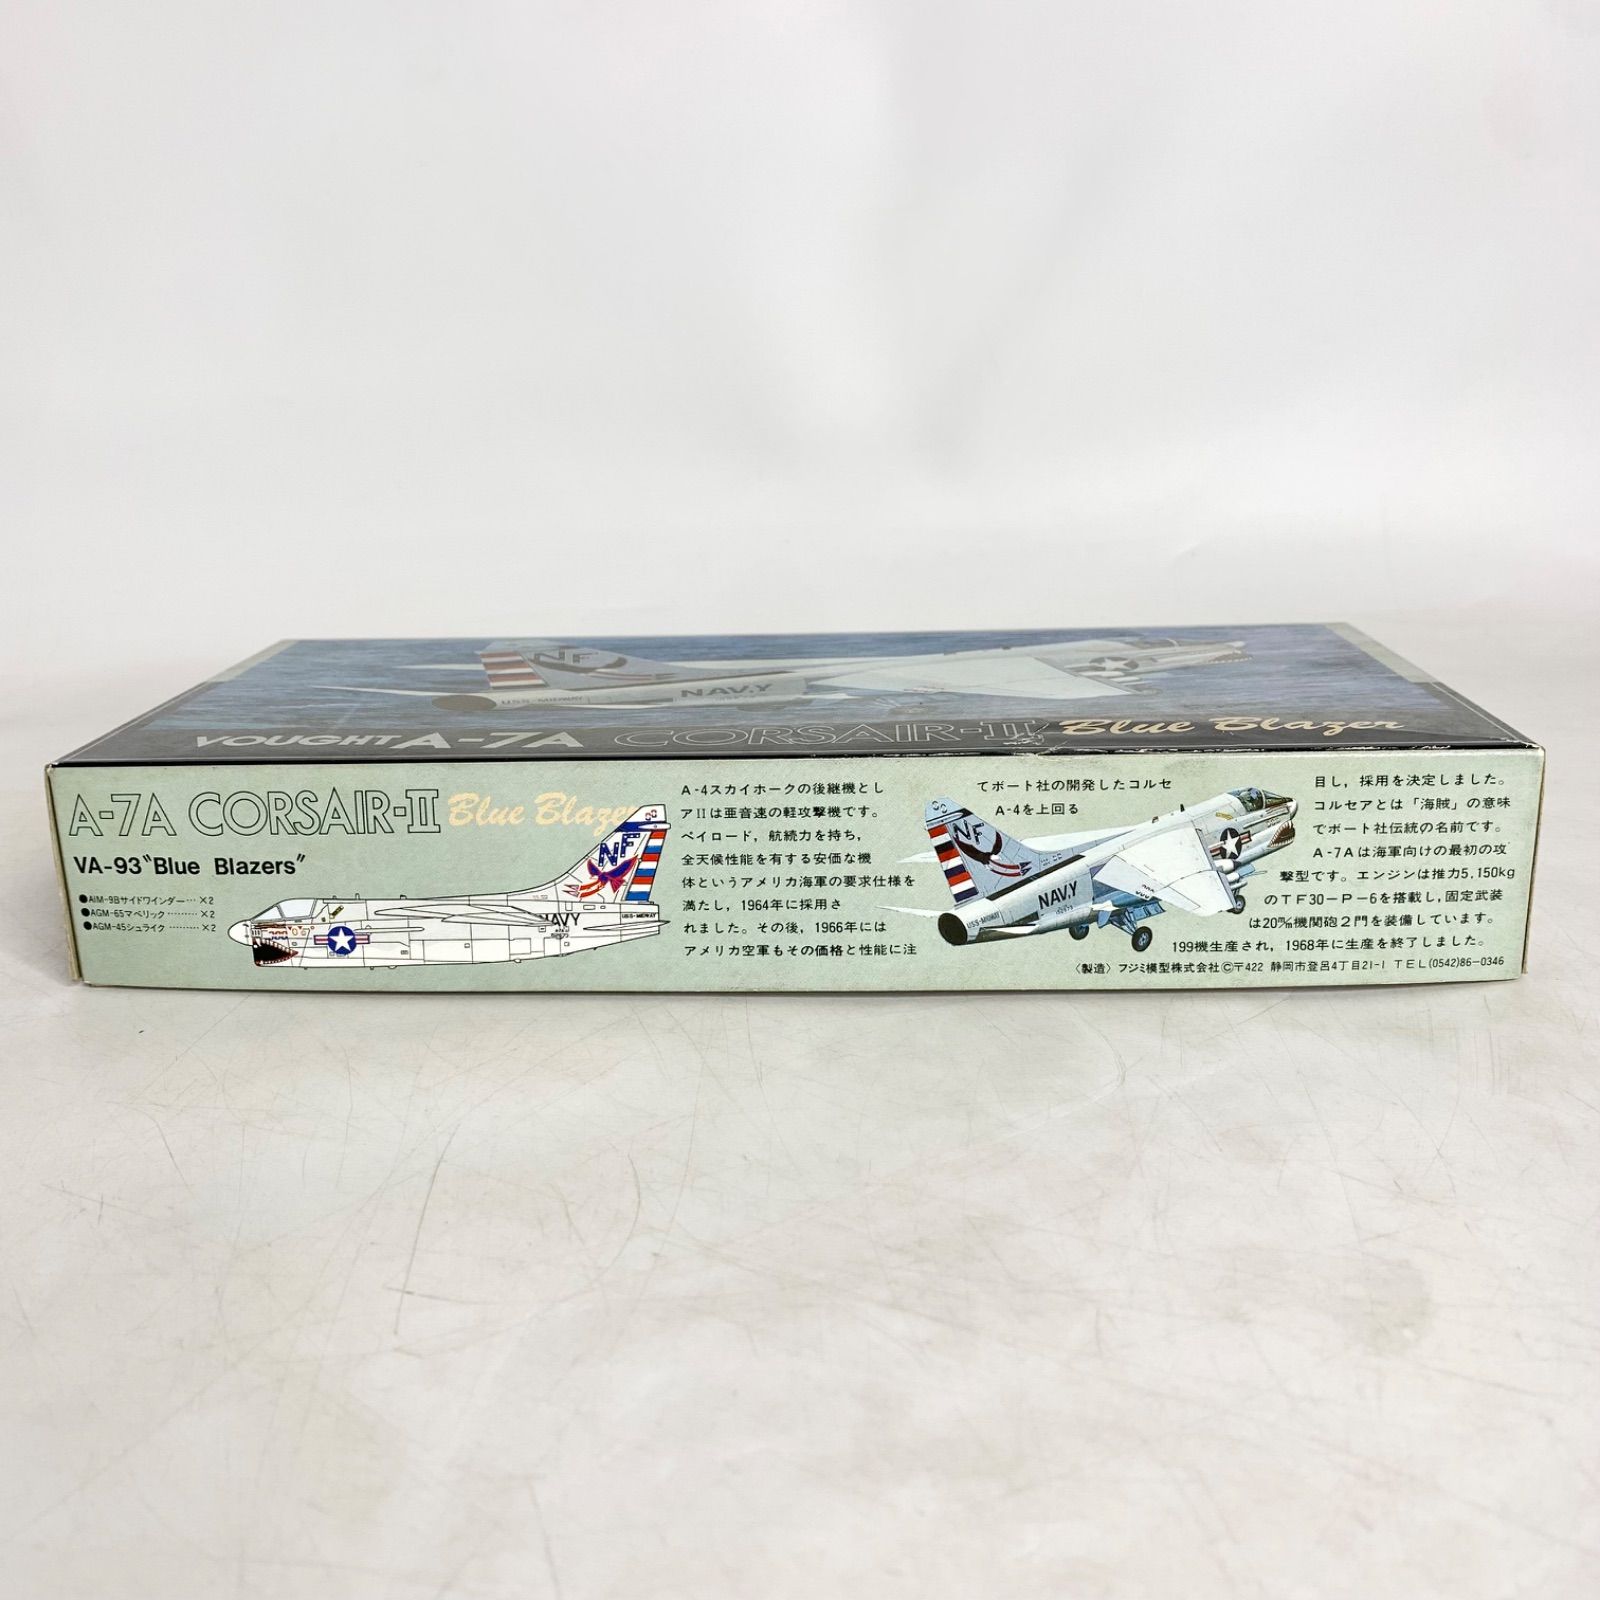 NF
NAVY
USS-MIDWAY
VOUGHT A-7A CORSAIR-II Blue Blazer
A-7A CORSAIR-II Blue Blazer
VA-93 "Blue Blazers"
●AIM-9Bサイドワインダー…×2
●AGM-65マベリック………×2
●AGM-45シュライク………×2
NF
NAVY
USS-MIDWAY
300
A-4スカイホークの後継機とし
アIIは亜音速の軽攻撃機です。
ペイロード，航続力を持ち，
全天候性能を有する安価な機
体というアメリカ海軍の要求仕様を
満たし，1964年に採用さ
れました。その後，1966年には
アメリカ空軍もその価格と性能に注
てボート社の開発したコルセ
A-4を上回る
NF
NAVY
USS-MIDWAY
目し，採用を決定しました。
コルセアとは「海賊」の意味
でボート社伝統の名前です。
A-7Aは海軍向けの最初の攻
撃型です。エンジンは推力5,150kg
のTF30-P-6を搭載し，固定武装
は20㎜機関砲2門を装備しています。
199機生産され，1968年に生産を終了しました。
〈製造〉フジミ模型株式会社©〒422 静岡市登呂4丁目21-1 TEL(0542)86-0346